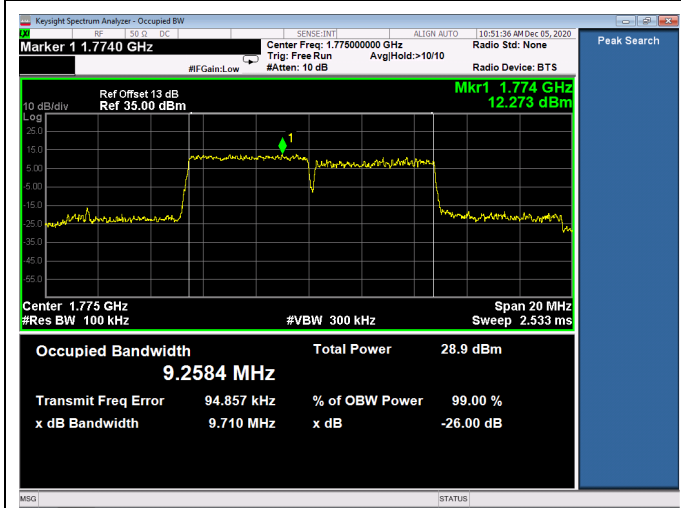 Keysight Spectrum Analyzer - Occupied BW
LXI RF 50 Ω DC SENSE:INT ALIGN AUTO 10:51:36 AM Dec 05, 2020
Marker 1 1.7740 GHz
Center Freq: 1.775000000 GHz
Radio Std: None
Trig: Free Run Avg|Hold:>10/10
#IFGain:Low #Atten: 10 dB Radio Device: BTS
Peak Search
Mkr1 1.774 GHz
12.273 dBm
Ref Offset 13 dB
10 dB/div Ref 35.00 dBm
Log
25.0
15.0
5.00
-5.00
-15.0
-25.0
-35.0
-45.0
-55.0
1
Center 1.775 GHz Span 20 MHz
#Res BW 100 kHz #VBW 300 kHz Sweep 2.533 ms
Occupied Bandwidth Total Power 28.9 dBm
9.2584 MHz
Transmit Freq Error 94.857 kHz % of OBW Power 99.00 %
x dB Bandwidth 9.710 MHz x dB -26.00 dB
MSG STATUS